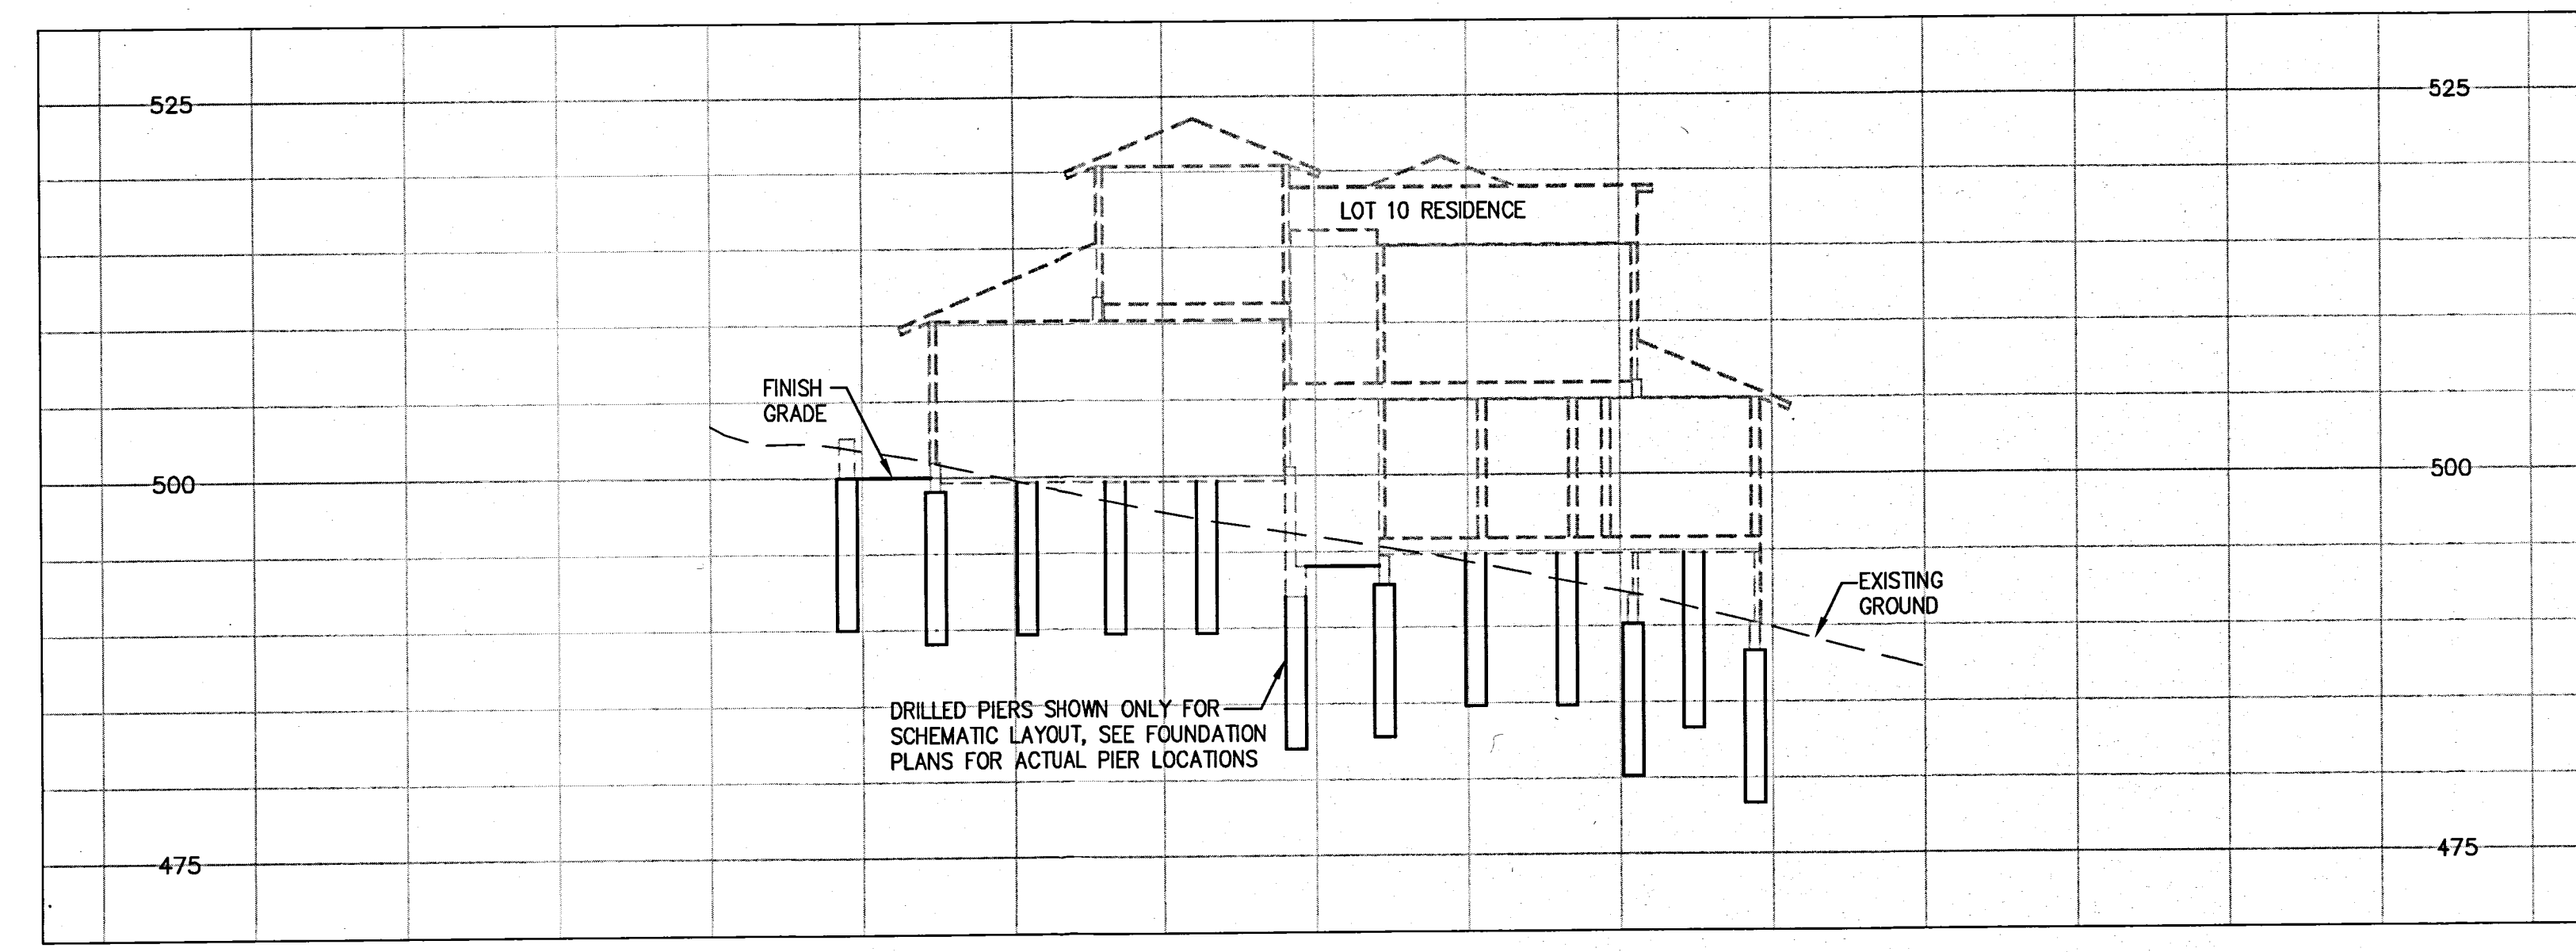 525
525
LOT 10 RESIDENCE
FINISH
GRADE
500
500
EXISTING
GROUND
DRILLED PIERS SHOWN ONLY FOR
SCHEMATIC LAYOUT, SEE FOUNDATION
PLANS FOR ACTUAL PIER LOCATIONS
475
475